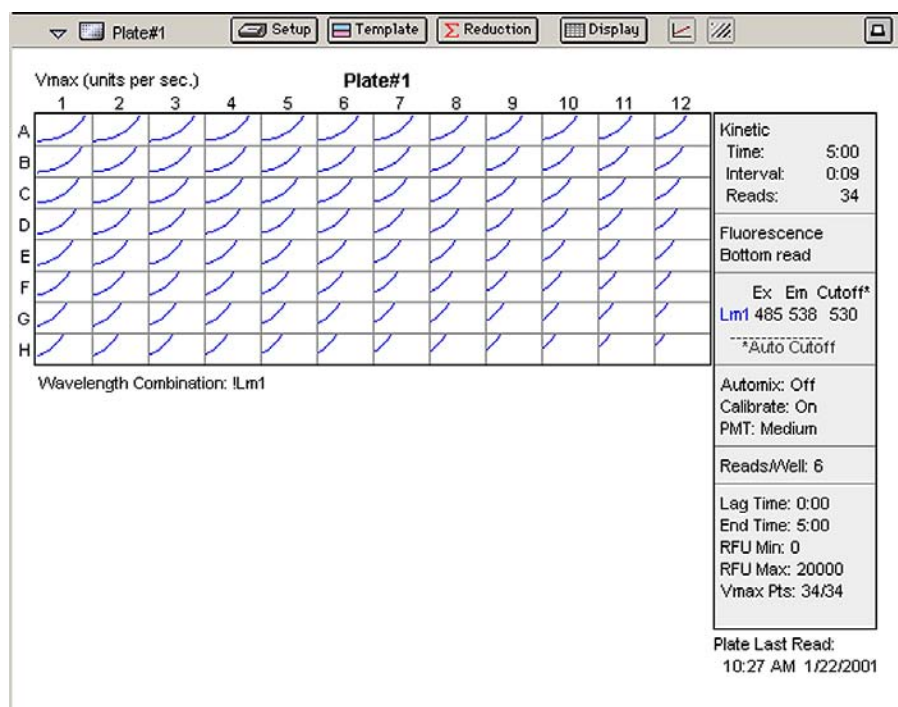 Plate#1 Setup Template Reduction Display
Vmax (units per sec.) Plate#1
1 2 3 4 5 6 7 8 9 10 11 12
A
B
C
D
E
F
G
H
Wavelength Combination: !Lm1
Kinetic
Time: 5:00
Interval: 0:09
Reads: 34
Fluorescence
Bottom read
Ex Em Cutoff*
Lm1 485 538 530
*Auto Cutoff
Automix: Off
Calibrate: On
PMT: Medium
Reads/Well: 6
Lag Time: 0:00
End Time: 5:00
RFU Min: 0
RFU Max: 20000
Vmax Pts: 34/34
Plate Last Read:
10:27 AM 1/22/2001